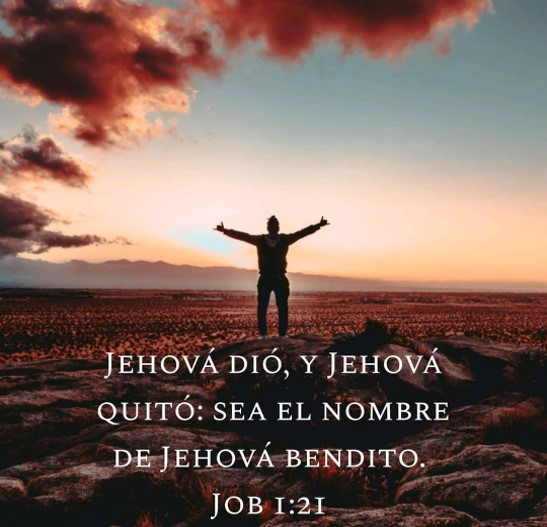 Jehová dió, y Jehová
quitó: sea el nombre
de Jehová bendito.
Job 1:21